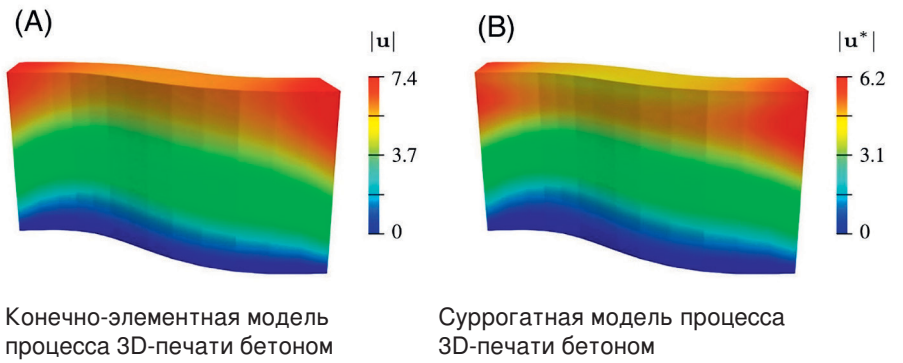 (A)
|u|
7.4
3.7
0
(B)
|u*|
6.2
3.1
0
Конечно-элементная модель
процесса 3D-печати бетоном
Суррогатная модель процесса
3D-печати бетоном